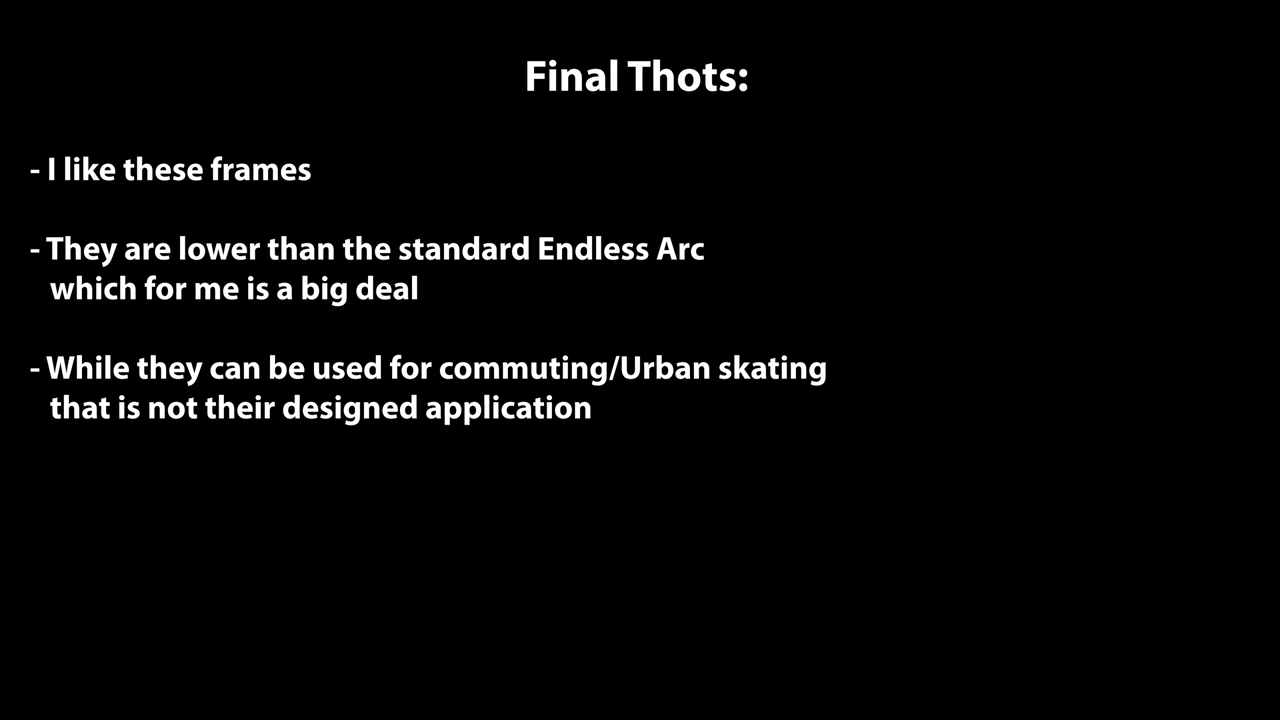 Final Thots:
- I like these frames
- They are lower than the standard Endless Arc
which for me is a big deal
- While they can be used for commuting/Urban skating
that is not their designed application